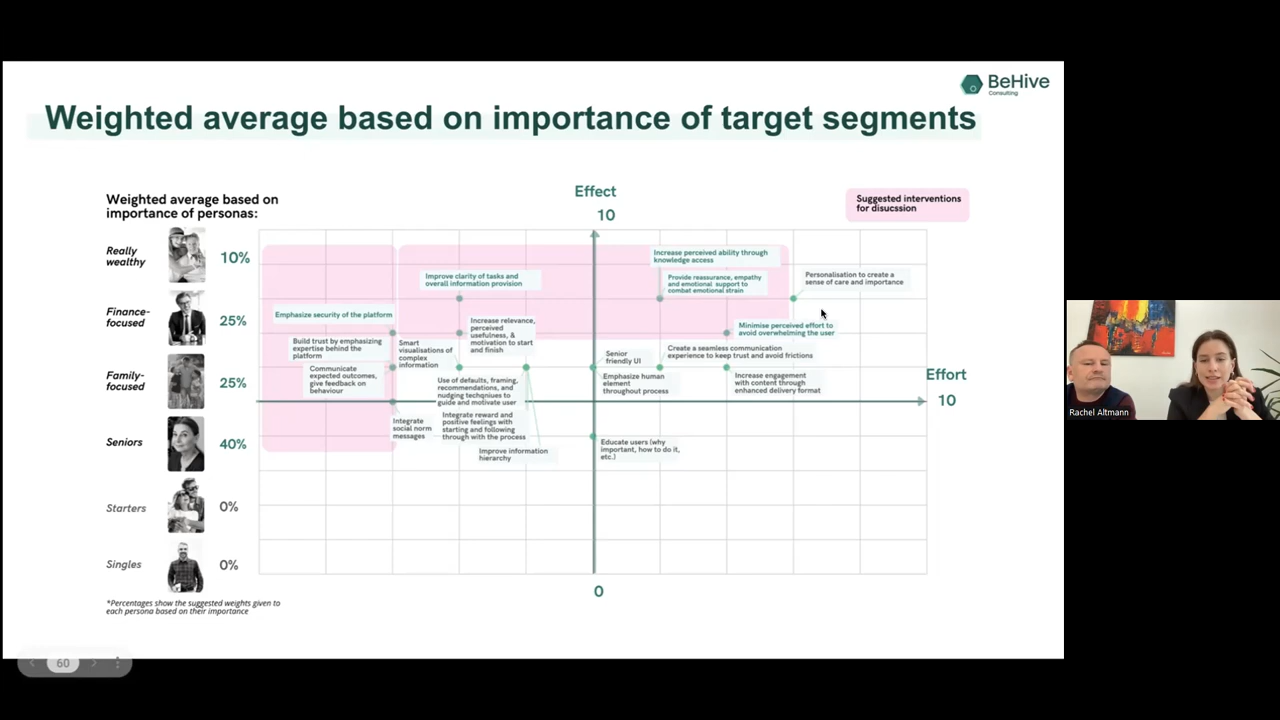 BeHive
Consulting
Weighted average based on importance of target segments
Weighted average based on
importance of personas:
Effect
10
Suggested interventions
for disucssion
Really
wealthy
10%
Finance-
focused
25%
Family-
focused
25%
Seniors
40%
Starters
0%
Singles
0%
Increase perceived ability through
knowledge access
Improve clarity of tasks and
overall information provision
Provide reassurance, empathy
and emotional support to
combat emotional strain
Personalisation to create a
sense of care and importance
Emphasize security of the platform
Increase relevance,
perceived
usefulness, &
motivation to start
and finish
Minimise perceived effort to
avoid overwhelming the user
Build trust by emphasizing
expertise behind the
platform
Smart
visualisations of
complex
information
Senior
friendly UI
Create a seamless communication
experience to keep trust and avoid frictions
Communicate
expected outcomes,
give feedback on
behaviour
Use of defaults, framing,
recommendations, and
nudging techqniues to
guide and motivate user
Emphasize human
element
throughout process
Increase engagement
with content through
enhanced delivery format
Effort
10
Integrate
social norm
messages
Integrate reward and
positive feelings with
starting and following
through with the process
Improve information
hierarchy
Educate users (why
important, how to do it,
etc.)
0
*Percentages show the suggested weights given to
each persona based on their importance
60
Rachel Altmann